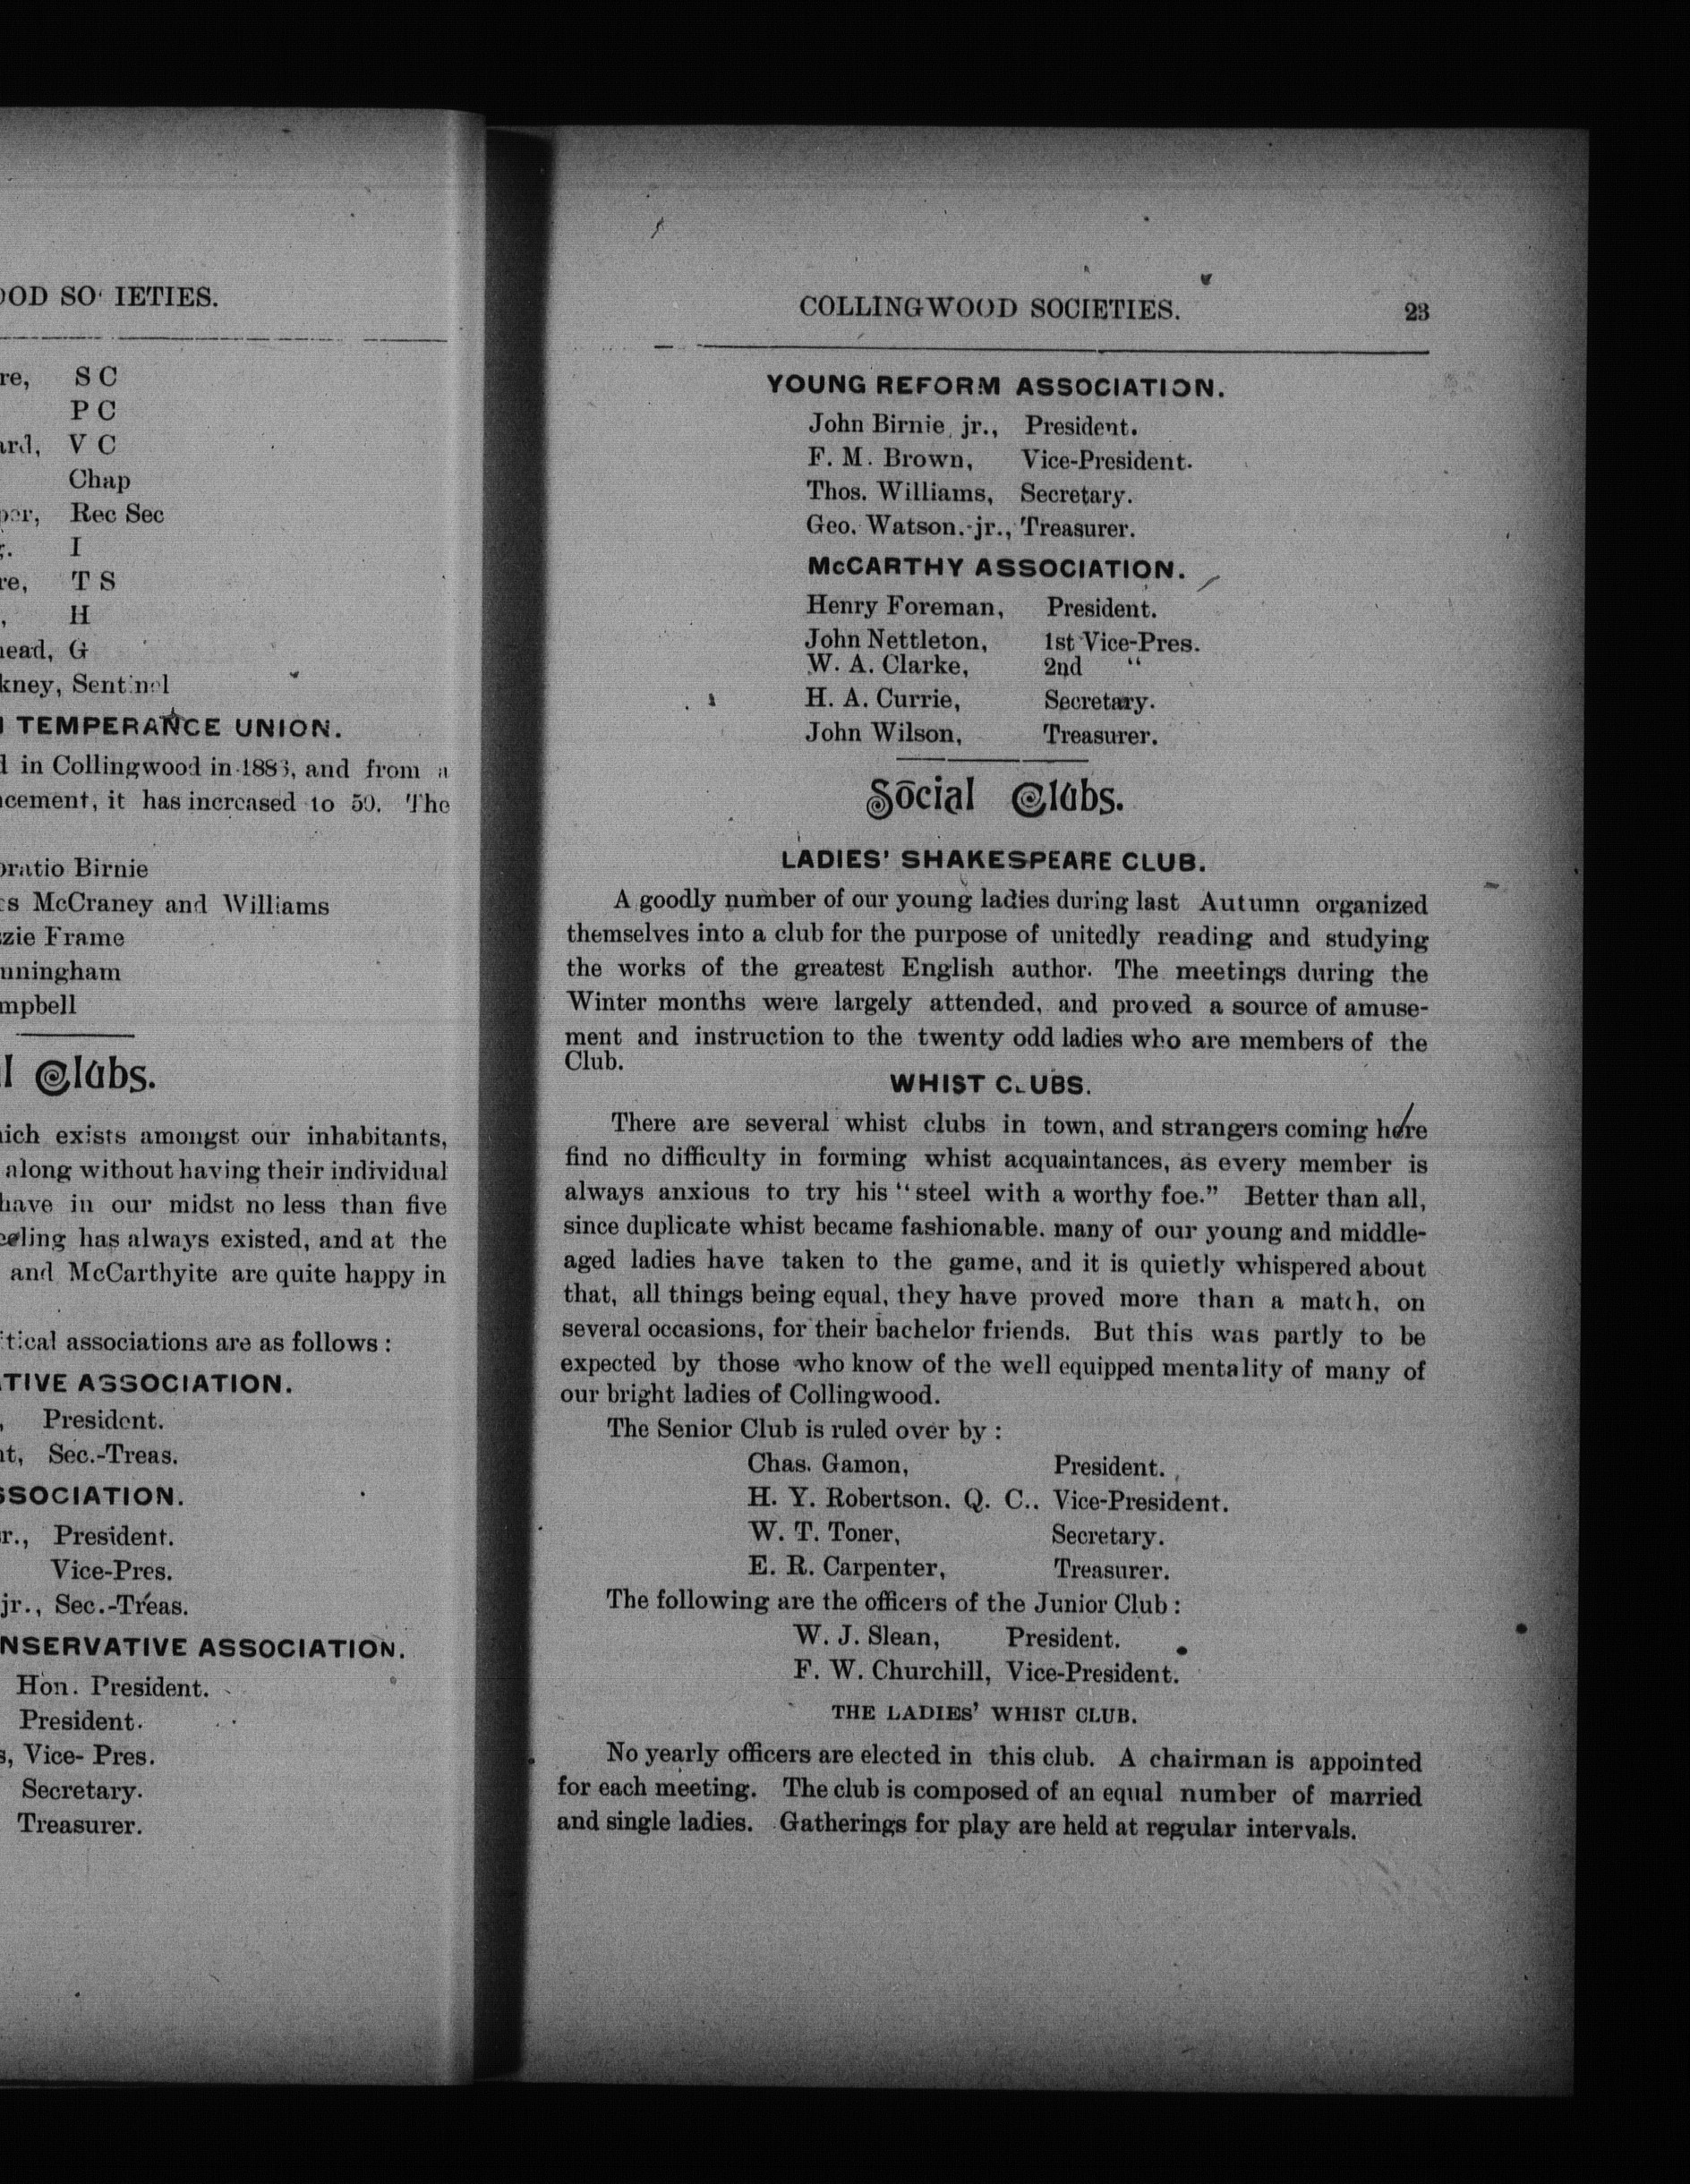 OOD SO IETIES.
re, S C
P C
ard, V C
Chap
per, Rec Sec
I
re, T S
, H
head, G
kney, Sentinel
TEMPERANCE UNION.
d in Collingwood in 1883, and from a
ncement, it has increased to 50. The
oratio Birnie
rs McCraney and Williams
zzie Frame
unningham
mpbell
l Clubs.
hich exists amongst our inhabitants,
along without having their individual
have in our midst no less than five
eeling has always existed, and at the
and McCarthyite are quite happy in
itical associations are as follows :
TIVE ASSOCIATION.
, President.
nt, Sec.-Treas.
SSOCIATION.
r., President.
Vice-Pres.
jr., Sec.-Treas.
NSERVATIVE ASSOCIATION.
Hon. President.
President.
s, Vice- Pres.
Secretary.
Treasurer.
COLLINGWOOD SOCIETIES. 23
YOUNG REFORM ASSOCIATION.
John Birnie, jr., President.
F. M. Brown, Vice-President.
Thos. Williams, Secretary.
Geo. Watson. jr., Treasurer.
McCARTHY ASSOCIATION.
Henry Foreman, President.
John Nettleton, 1st Vice-Pres.
W. A. Clarke, 2nd "
H. A. Currie, Secretary.
John Wilson, Treasurer.
Social Clubs.
LADIES' SHAKESPEARE CLUB.
A goodly number of our young ladies during last Autumn organized
themselves into a club for the purpose of unitedly reading and studying
the works of the greatest English author. The meetings during the
Winter months were largely attended, and proved a source of amuse-
ment and instruction to the twenty odd ladies who are members of the
Club.
WHIST CLUBS.
There are several whist clubs in town, and strangers coming here
find no difficulty in forming whist acquaintances, as every member is
always anxious to try his "steel with a worthy foe." Better than all,
since duplicate whist became fashionable. many of our young and middle-
aged ladies have taken to the game, and it is quietly whispered about
that, all things being equal, they have proved more than a match, on
several occasions, for their bachelor friends. But this was partly to be
expected by those who know of the well equipped mentality of many of
our bright ladies of Collingwood.
The Senior Club is ruled over by :
Chas. Gamon, President.
H. Y. Robertson. Q. C.. Vice-President.
W. T. Toner, Secretary.
E. R. Carpenter, Treasurer.
The following are the officers of the Junior Club :
W. J. Slean, President.
F. W. Churchill, Vice-President.
THE LADIES' WHIST CLUB.
No yearly officers are elected in this club. A chairman is appointed
for each meeting. The club is composed of an equal number of married
and single ladies. Gatherings for play are held at regular intervals.